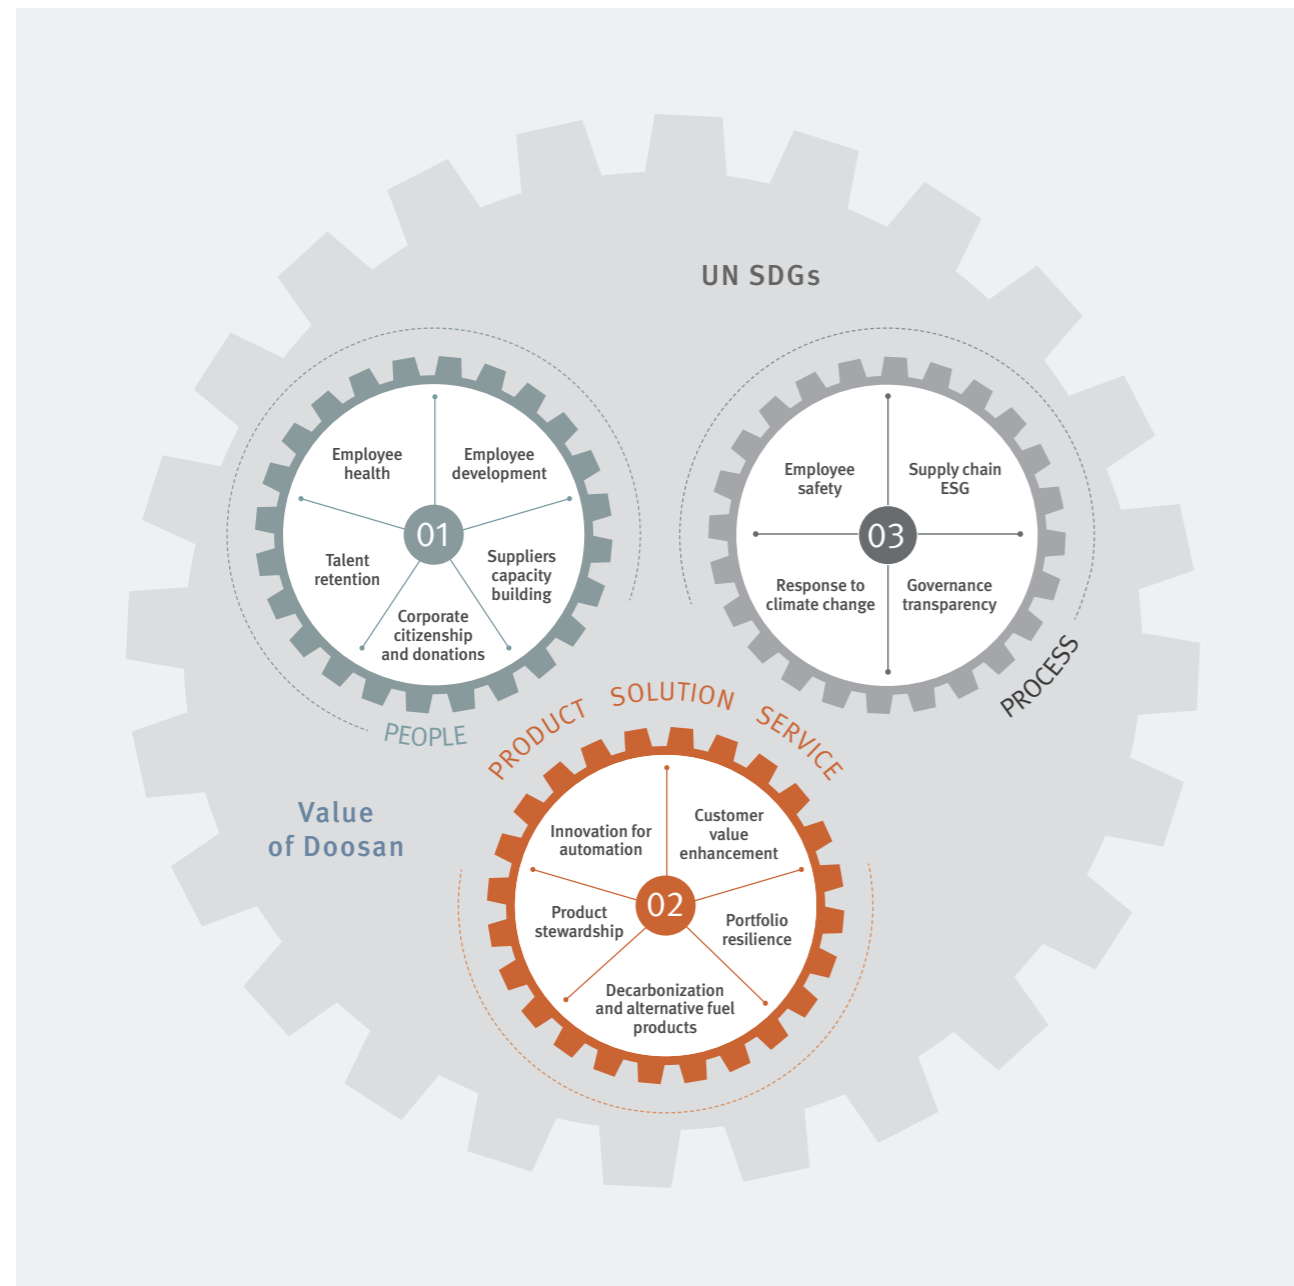 UN SDGs
Employee
health
Employee
development
01
Talent
retention
Suppliers
capacity
building
Corporate
citizenship
and donations
PEOPLE
Employee
safety
Supply chain
ESG
03
Response to
climate change
Governance
transparency
PROCESS
PRODUCT SOLUTION SERVICE
Value
of Doosan
Innovation for
automation
Customer
value
enhancement
02
Product
stewardship
Portfolio
resilience
Decarbonization
and alternative fuel
products